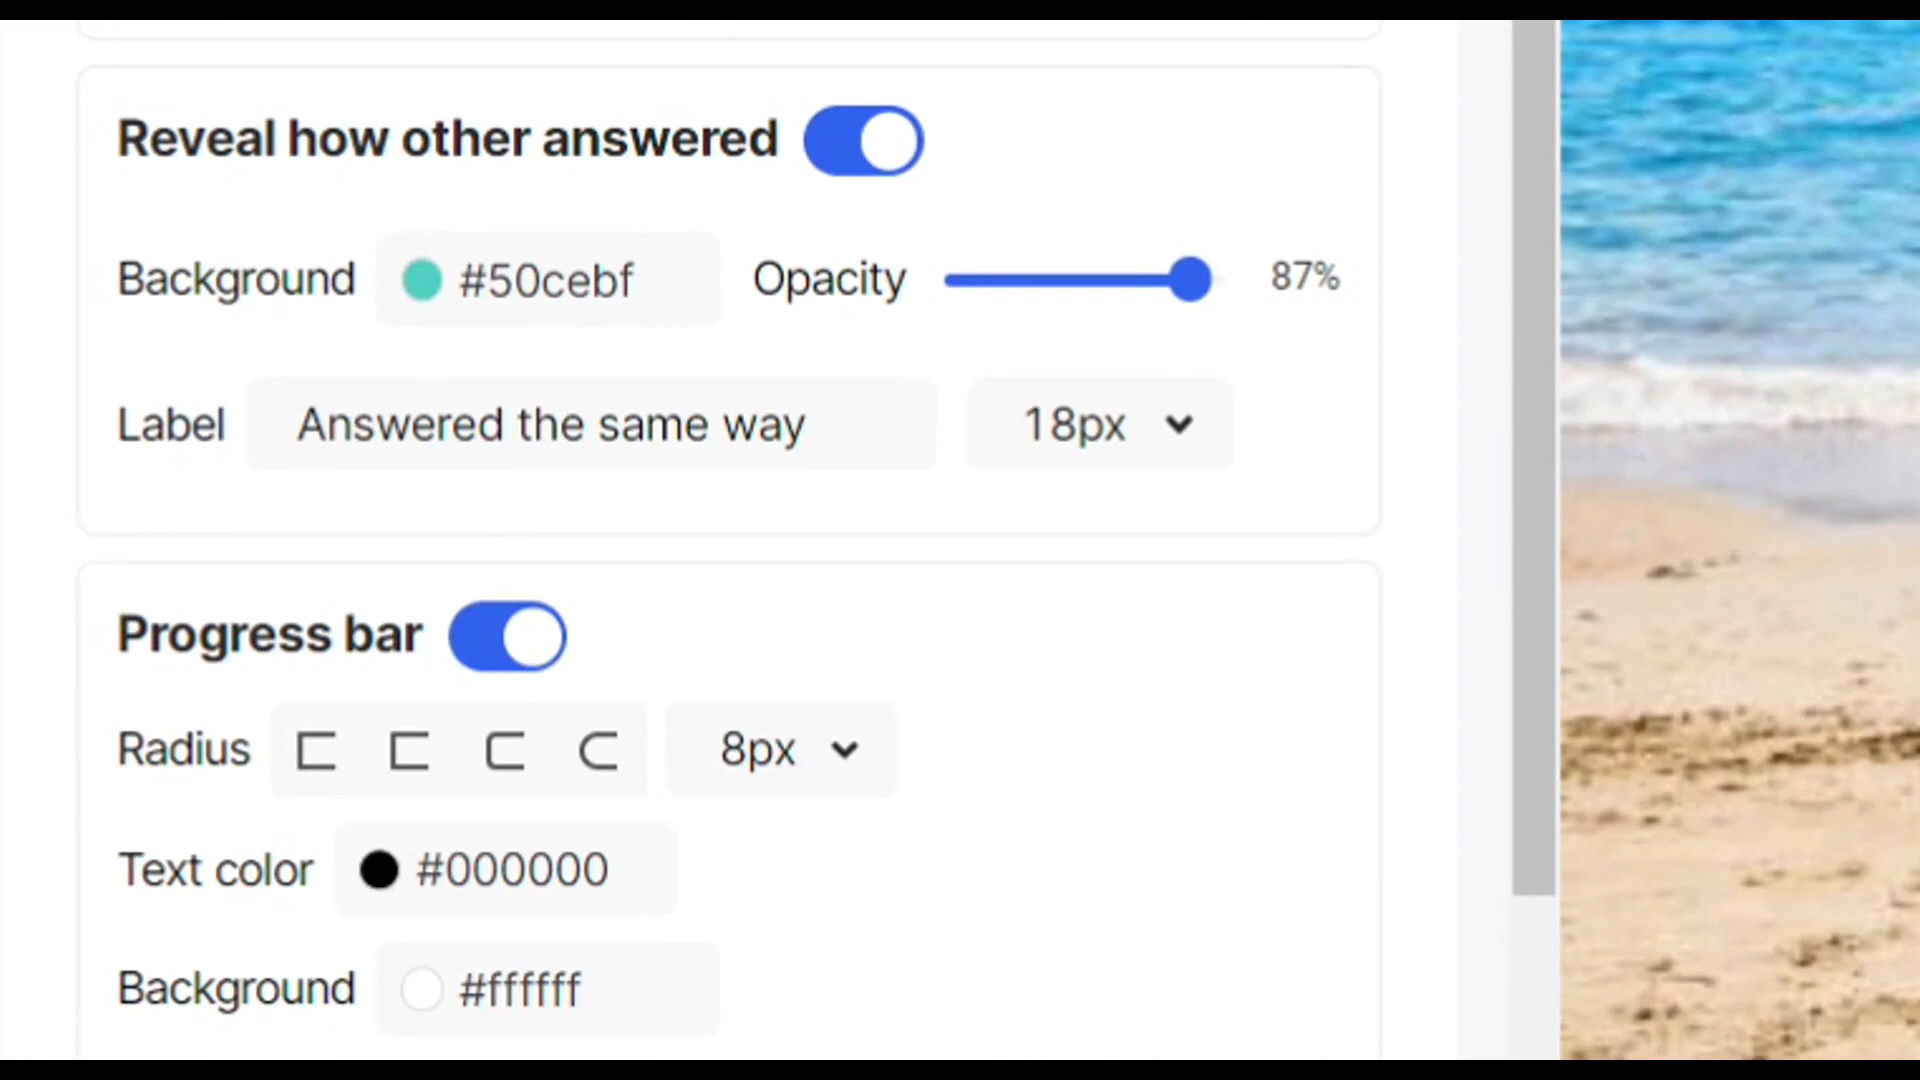 Reveal how other answered
Background #50cebf Opacity 87%
Label Answered the same way 18px
Progress bar
Radius 8px
Text color #000000
Background #ffffff